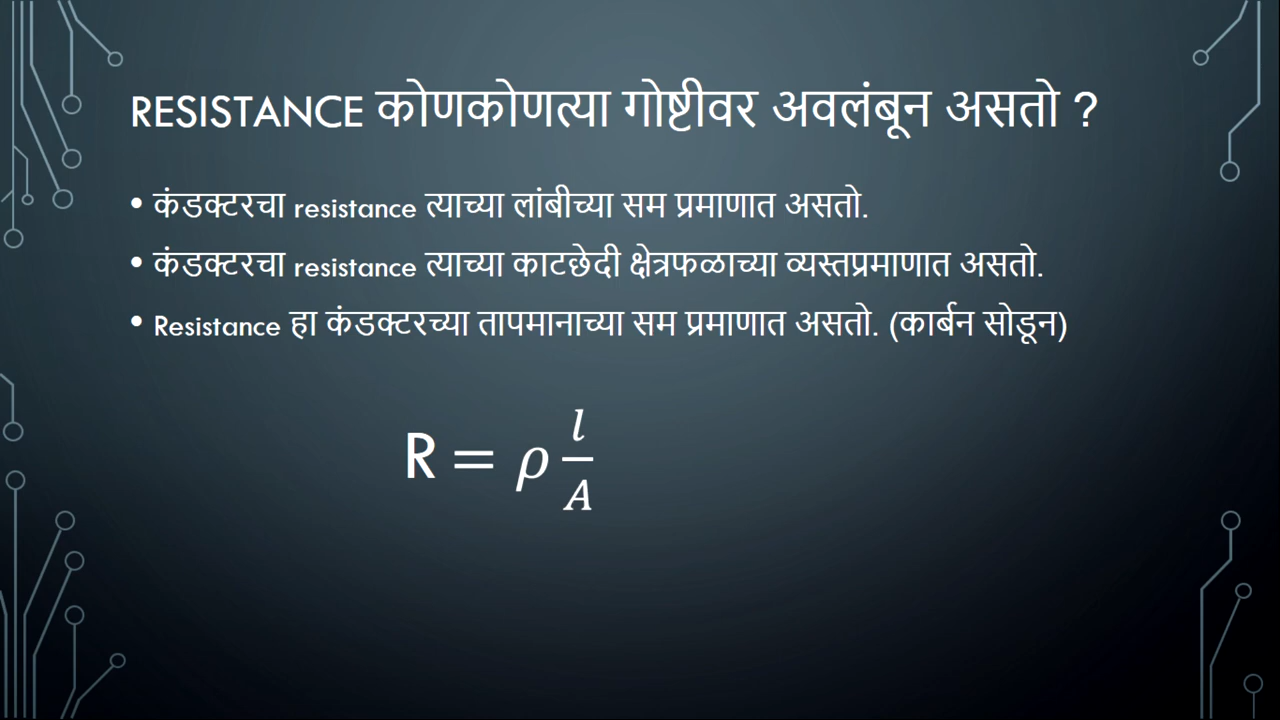 RESISTANCE कोणकोणत्या गोष्टीवर अवलंबून असतो ?
• कंडक्टरचा resistance त्याच्या लांबीच्या सम प्रमाणात असतो.
• कंडक्टरचा resistance त्याच्या काटछेदी क्षेत्रफळाच्या व्यस्तप्रमाणात असतो.
• Resistance हा कंडक्टरच्या तापमानाच्या सम प्रमाणात असतो. (कार्बन सोडून)
R = ρ l/A